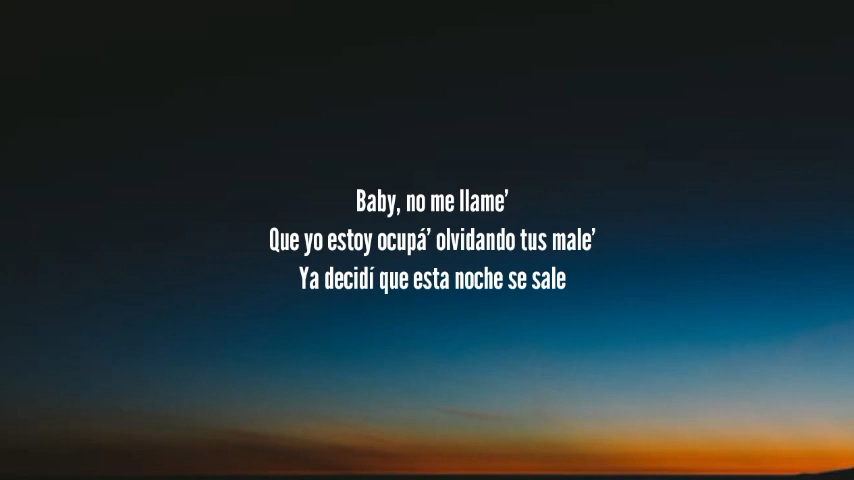 Baby, no me llame’
Que yo estoy ocupá’ olvidando tus male’
Ya decidí que esta noche se sale